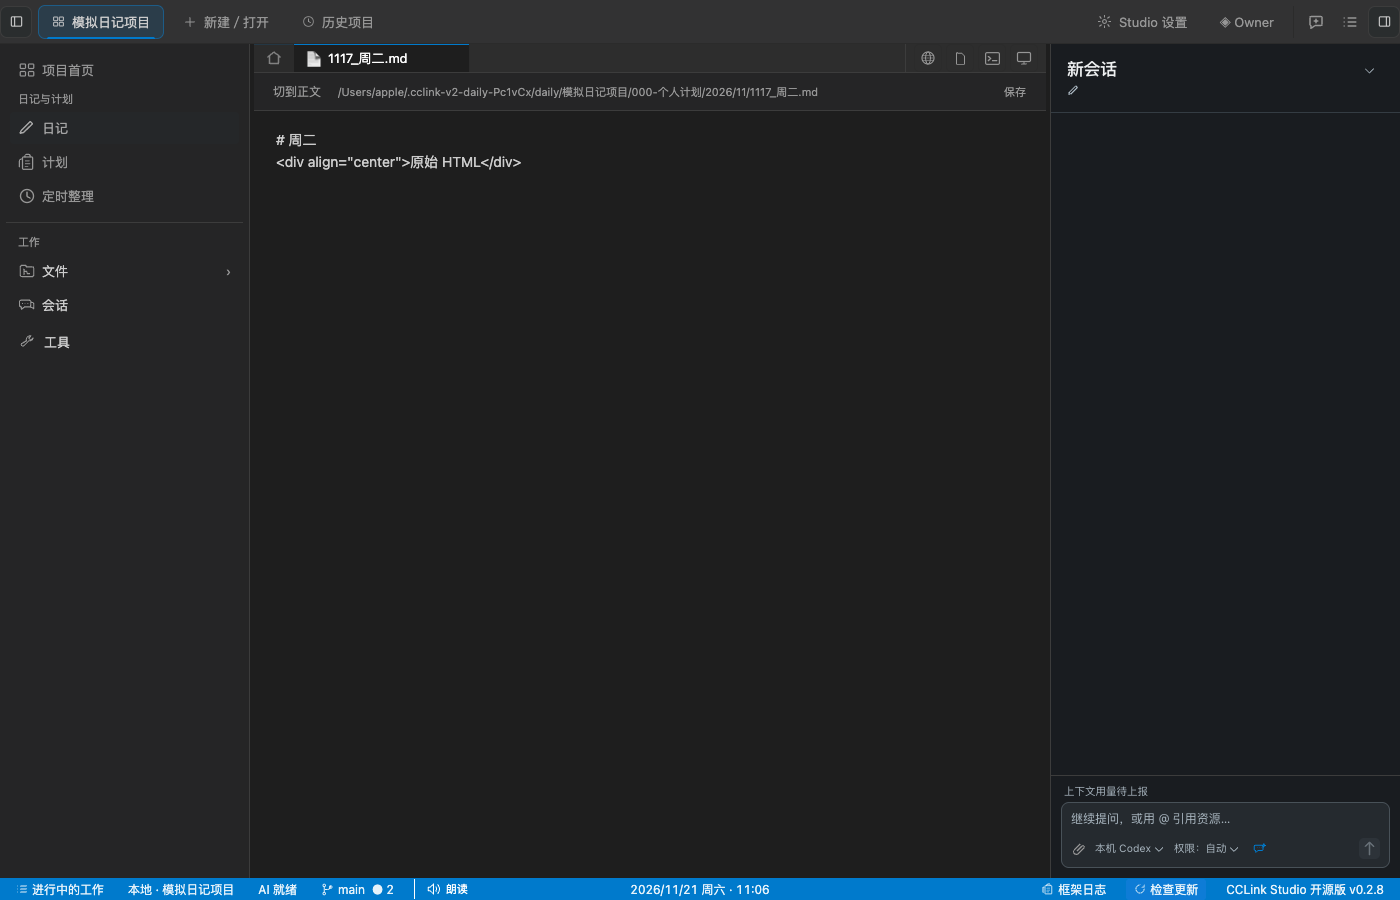 模拟日记项目
新建 / 打开
历史项目
Studio 设置
Owner
项目首页
日记与计划
日记
计划
定时整理
工作
文件
会话
工具
1117_周二.md
切到正文 /Users/apple/.cclink-v2-daily-Pc1vCx/daily/模拟日记项目/000-个人计划/2026/11/1117_周二.md 保存
# 周二
<div align="center">原始 HTML</div>
新会话
上下文用量待上报
继续提问，或用 @ 引用资源...
本机 Codex 权限：自动
进行中的工作 本地 · 模拟日记项目 AI 就绪 main 2 朗读 2026/11/21 周六 · 11:06 框架日志 检查更新 CCLink Studio 开源版 v0.2.8